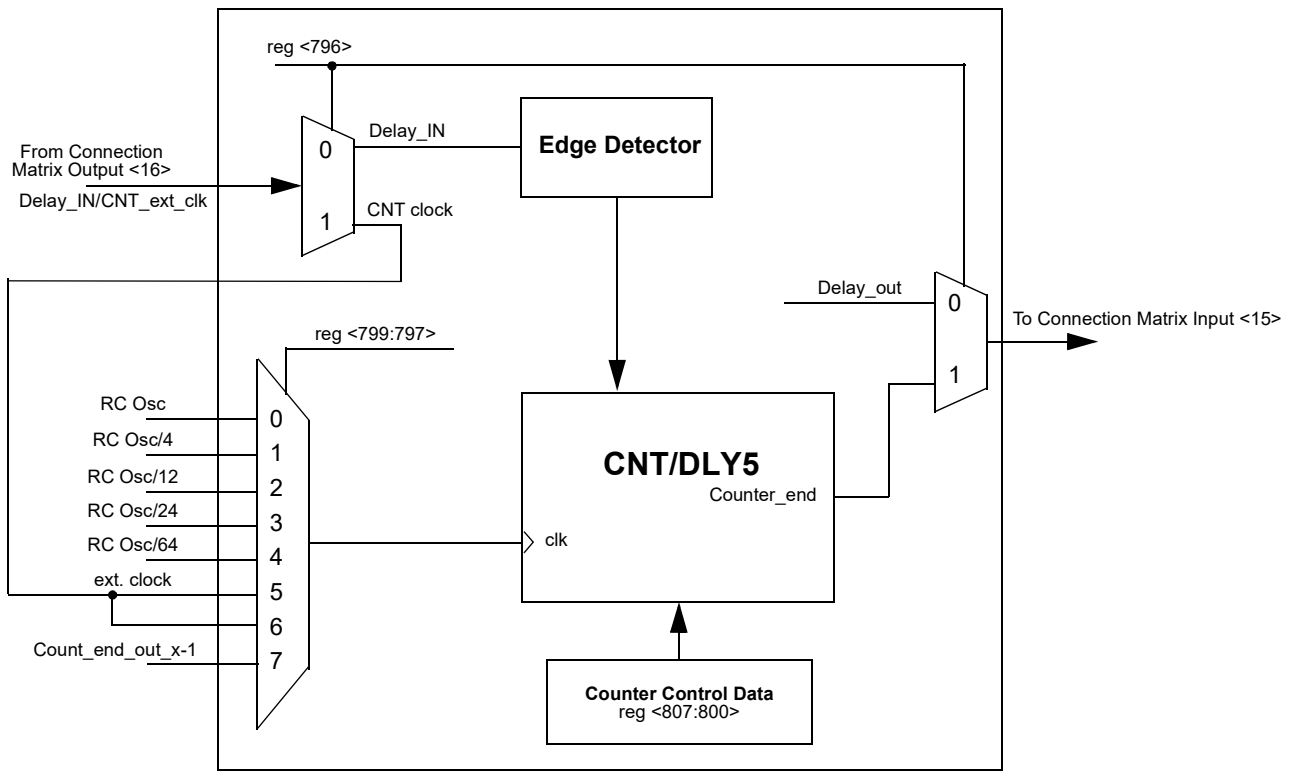 reg <796>
From Connection
Matrix Output <16>
Delay_IN/CNT_ext_clk
0
1
Delay_IN
CNT clock
Edge Detector
Delay_out
0
1
To Connection Matrix Input <15>
reg <799:797>
RC Osc
RC Osc/4
RC Osc/12
RC Osc/24
RC Osc/64
ext. clock
Count_end_out_x-1
0
1
2
3
4
5
6
7
CNT/DLY5
Counter_end
clk
Counter Control Data
reg <807:800>